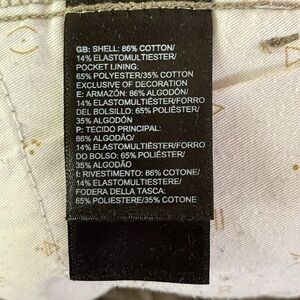 GB: SHELL: 86% COTTON/
14% ELASTOMULTIESTER/
POCKET LINING:
65% POLYESTER/35% COTTON
EXCLUSIVE OF DECORATION
E: ARMAZÓN: 86% ALGODÓN/
14% ELASTOMULTIÉSTER/FORRO
DEL BOLSILLO: 65% POLIÉSTER/
35% ALGODÓN
P: TECIDO PRINCIPAL:
86% ALGODÃO/
14% ELASTOMULTIÉSTER/FORRO
DO BOLSO: 65% POLIÉSTER/
35% ALGODÃO
I: RIVESTIMENTO: 86% COTONE/
14% ELASTOMULTIESTERE/
FODERA DELLA TASCA:
65% POLIESTERE/35% COTONE